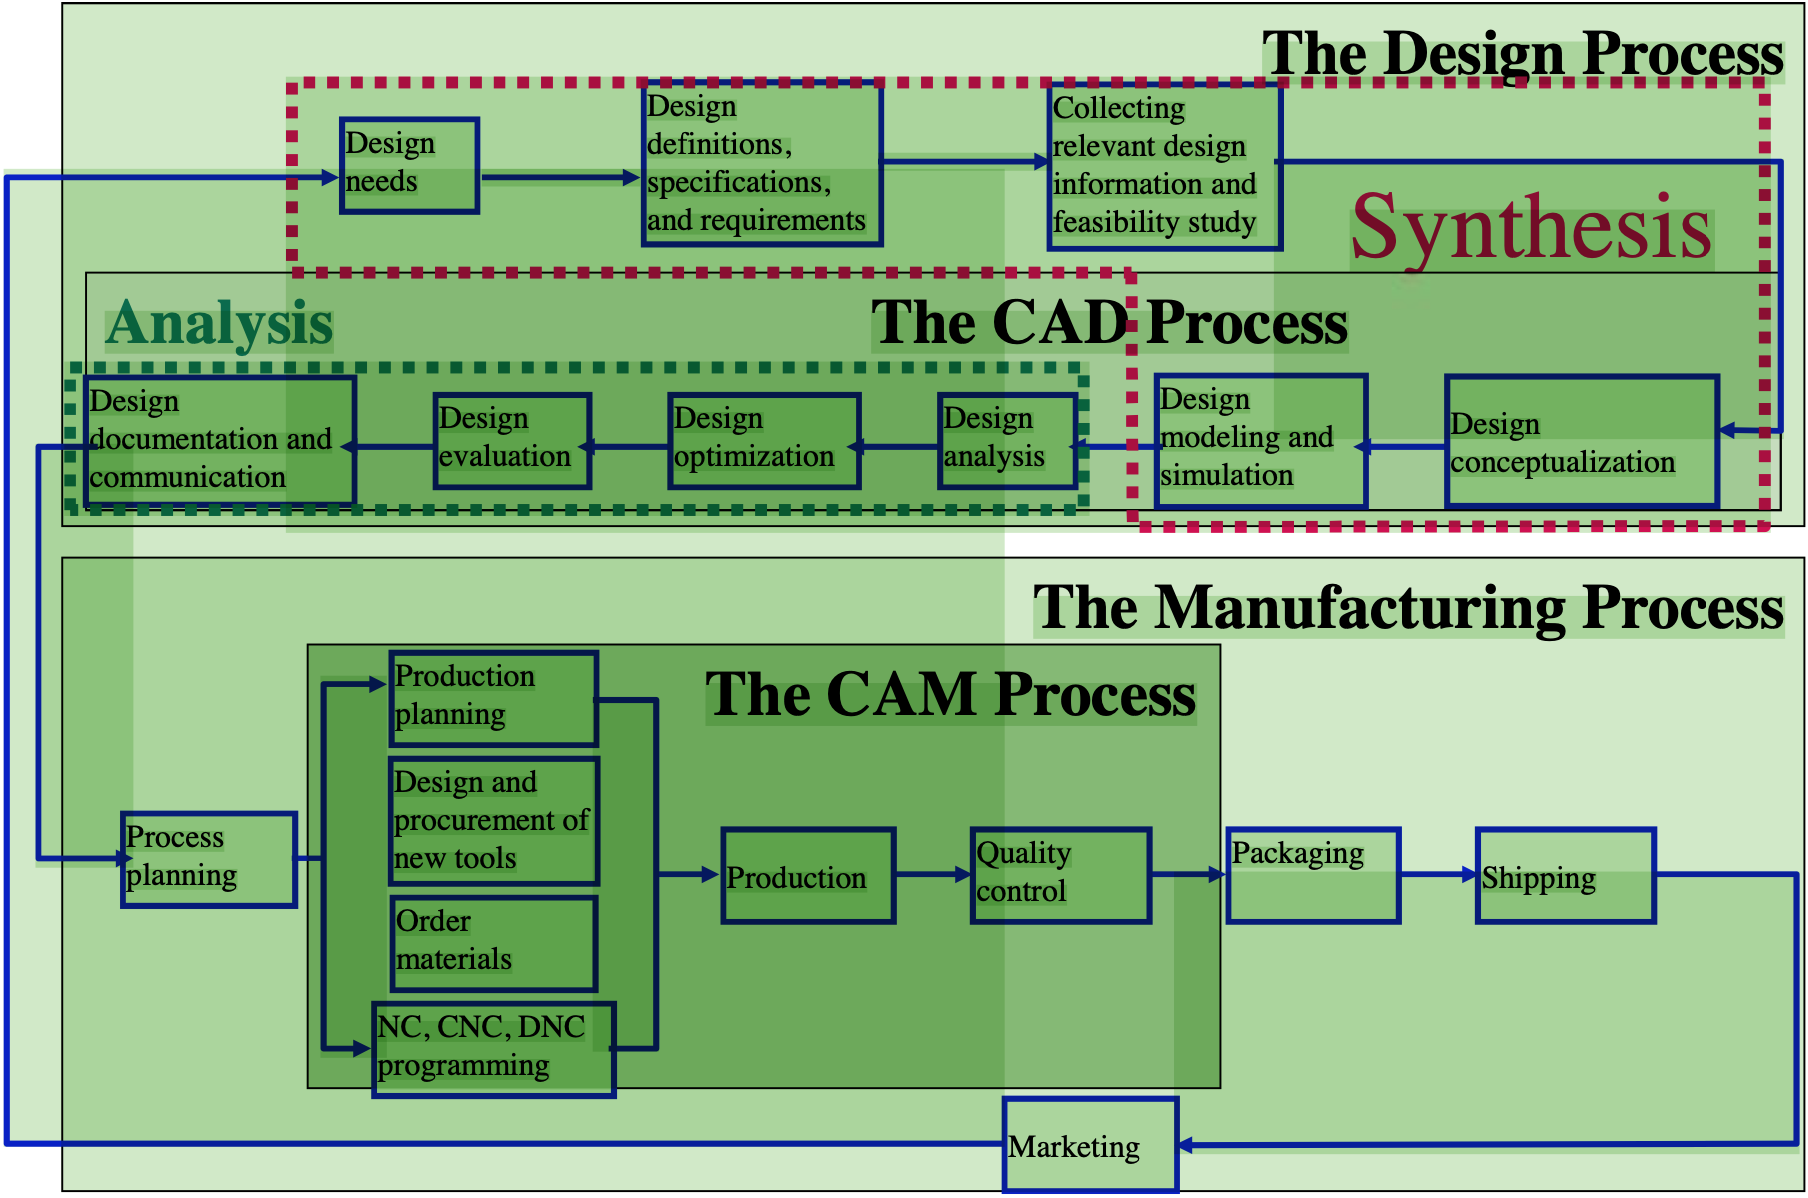 The Design Process
Design
needs
Design
definitions,
specifications,
and requirements
Collecting
relevant design
information and
feasibility study
Synthesis
Analysis
The CAD Process
Design
documentation and
communication
Design
evaluation
Design
optimization
Design
analysis
Design
modeling and
simulation
Design
conceptualization
The Manufacturing Process
The CAM Process
Production
planning
Design and
procurement of
new tools
Order
materials
NC, CNC, DNC
programming
Process
planning
Production
Quality
control
Packaging
Shipping
Marketing